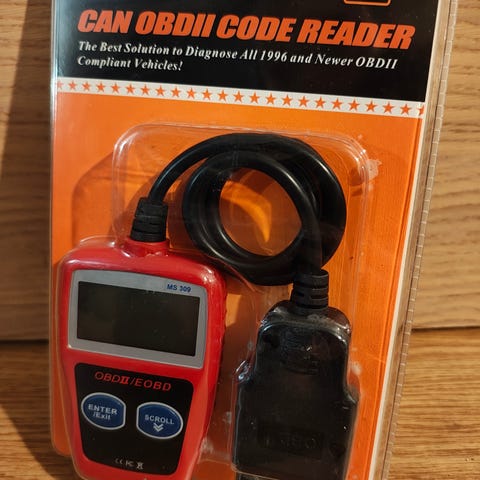 CAN OBDII CODE READER
The Best Solution to Diagnose All 1996 and Newer OBDII
Compliant Vehicles!
MS 309
OBDII/EOBD
ENTER
/Exit
SCROLL